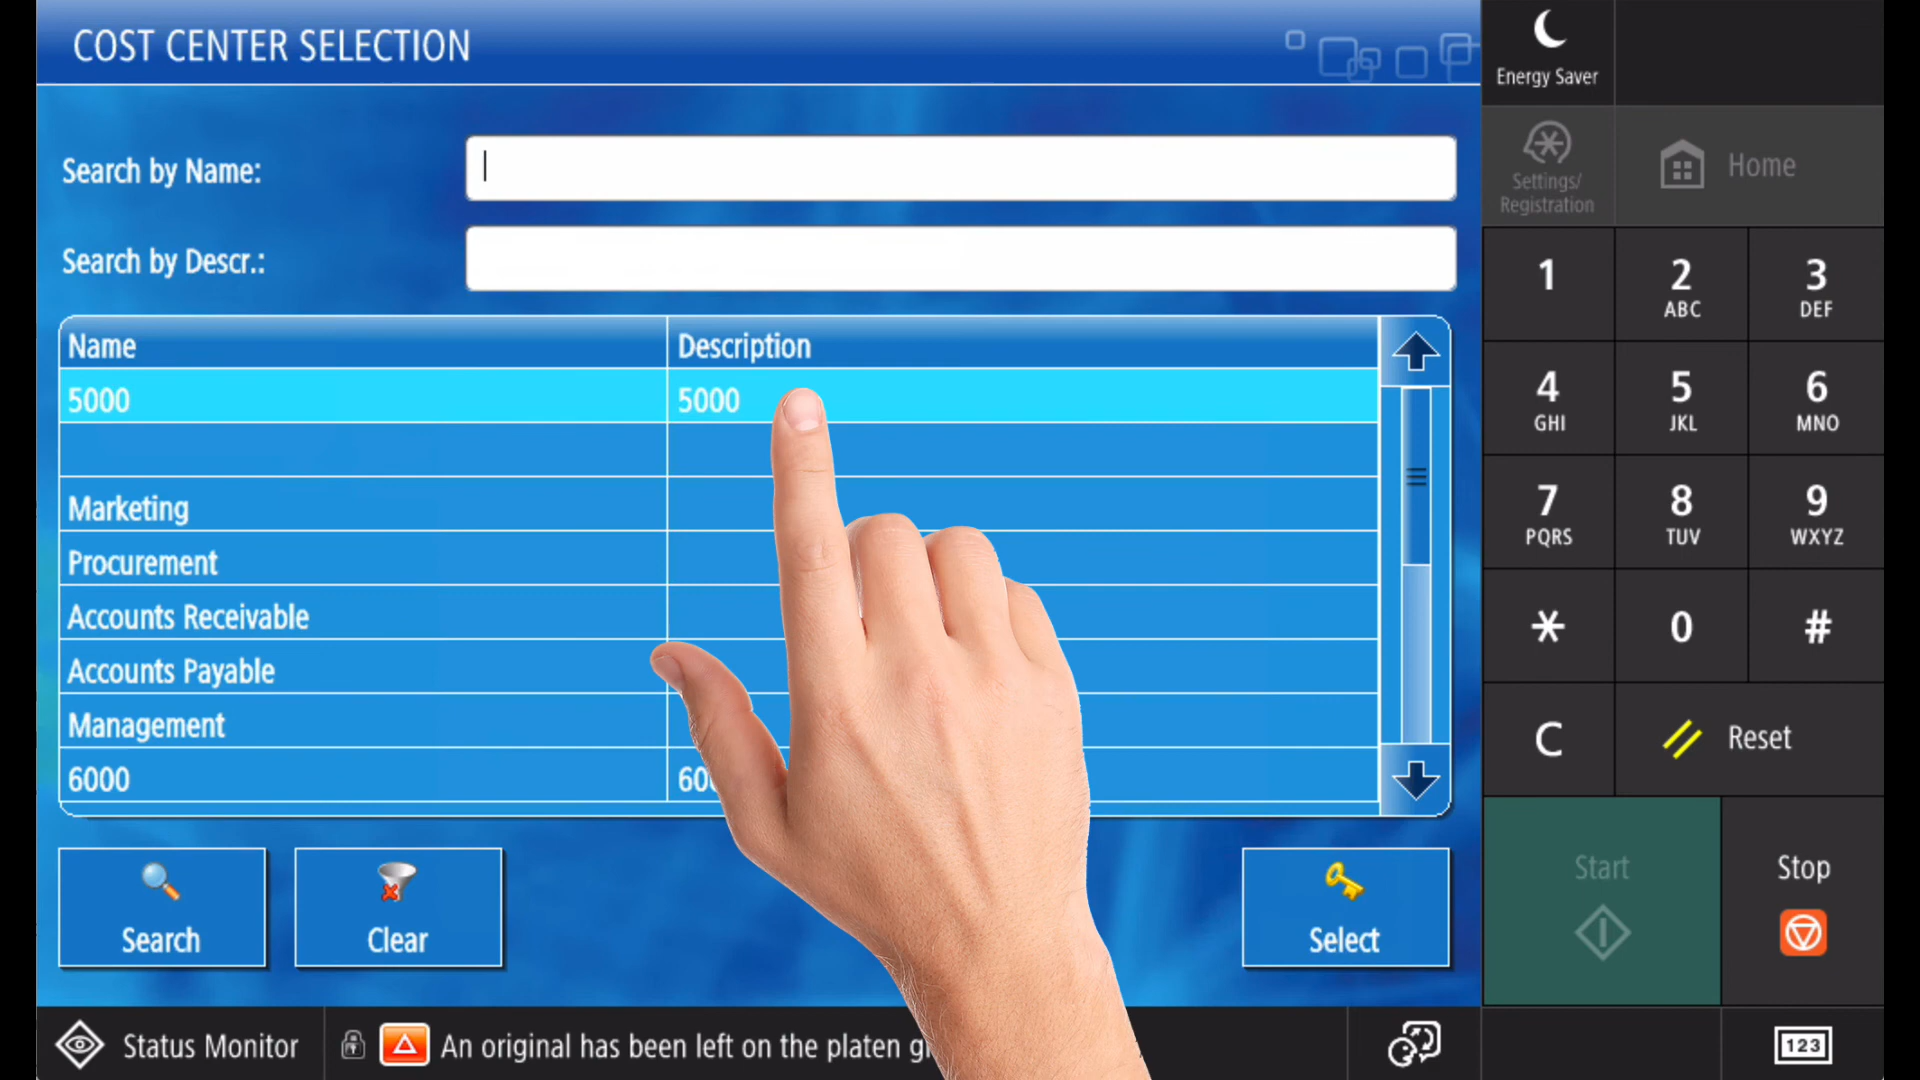 COST CENTER SELECTION
Search by Name:
Search by Descr.:
Name Description
5000 5000
Marketing
Procurement
Accounts Receivable
Accounts Payable
Management
6000
Search
Clear
Select
Status Monitor
An original has been left on the platen
Energy Saver
Settings/
Registration
Home
1
2
ABC
3
DEF
4
GHI
5
JKL
6
MNO
7
PQRS
8
TUV
9
WXYZ
*
0
#
C
Reset
Start
Stop
123